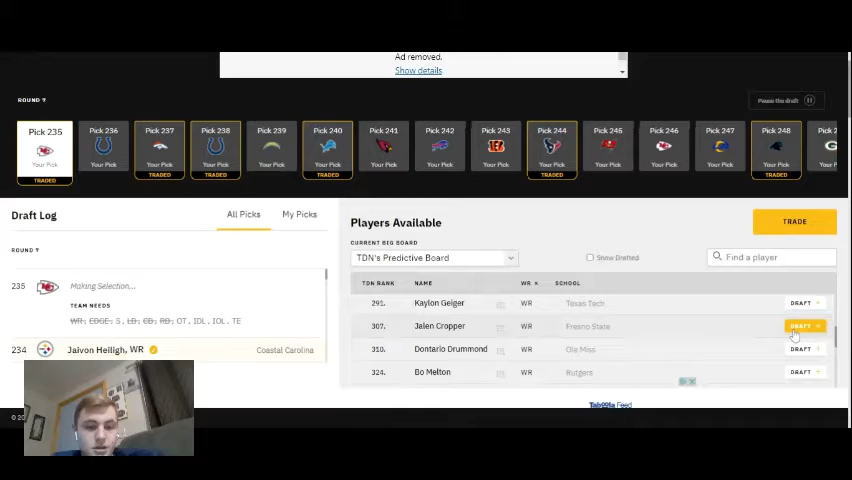 Ad removed.
Show details
ROUND 7
Pause the draft
Pick 235
Your Pick
TRADED
Pick 236
Your Pick
Pick 237
Your Pick
TRADED
Pick 238
Your Pick
TRADED
Pick 239
Your Pick
Pick 240
Your Pick
TRADED
Pick 241
Your Pick
Pick 242
Your Pick
Pick 243
Your Pick
Pick 244
Your Pick
TRADED
Pick 245
Your Pick
Pick 246
Your Pick
Pick 247
Your Pick
Pick 248
Your Pick
TRADED
Pick 2
Your
Draft Log
All Picks
My Picks
ROUND 7
235
Making Selection...
TEAM NEEDS
WR, EDGE, S, LB, CB, RB, OT, IDL, IOL, TE
234
Jaivon Heiligh, WR
Coastal Carolina
Players Available
TRADE
CURRENT BIG BOARD
TDN's Predictive Board
Show Drafted
Find a player
TDN RANK NAME WR SCHOOL
291. Kaylon Geiger WR Texas Tech DRAFT +
307. Jalen Cropper WR Fresno State DRAFT +
310. Dontario Drummond WR Ole Miss DRAFT +
324. Bo Melton WR Rutgers DRAFT +
Taboola Feed
© 20